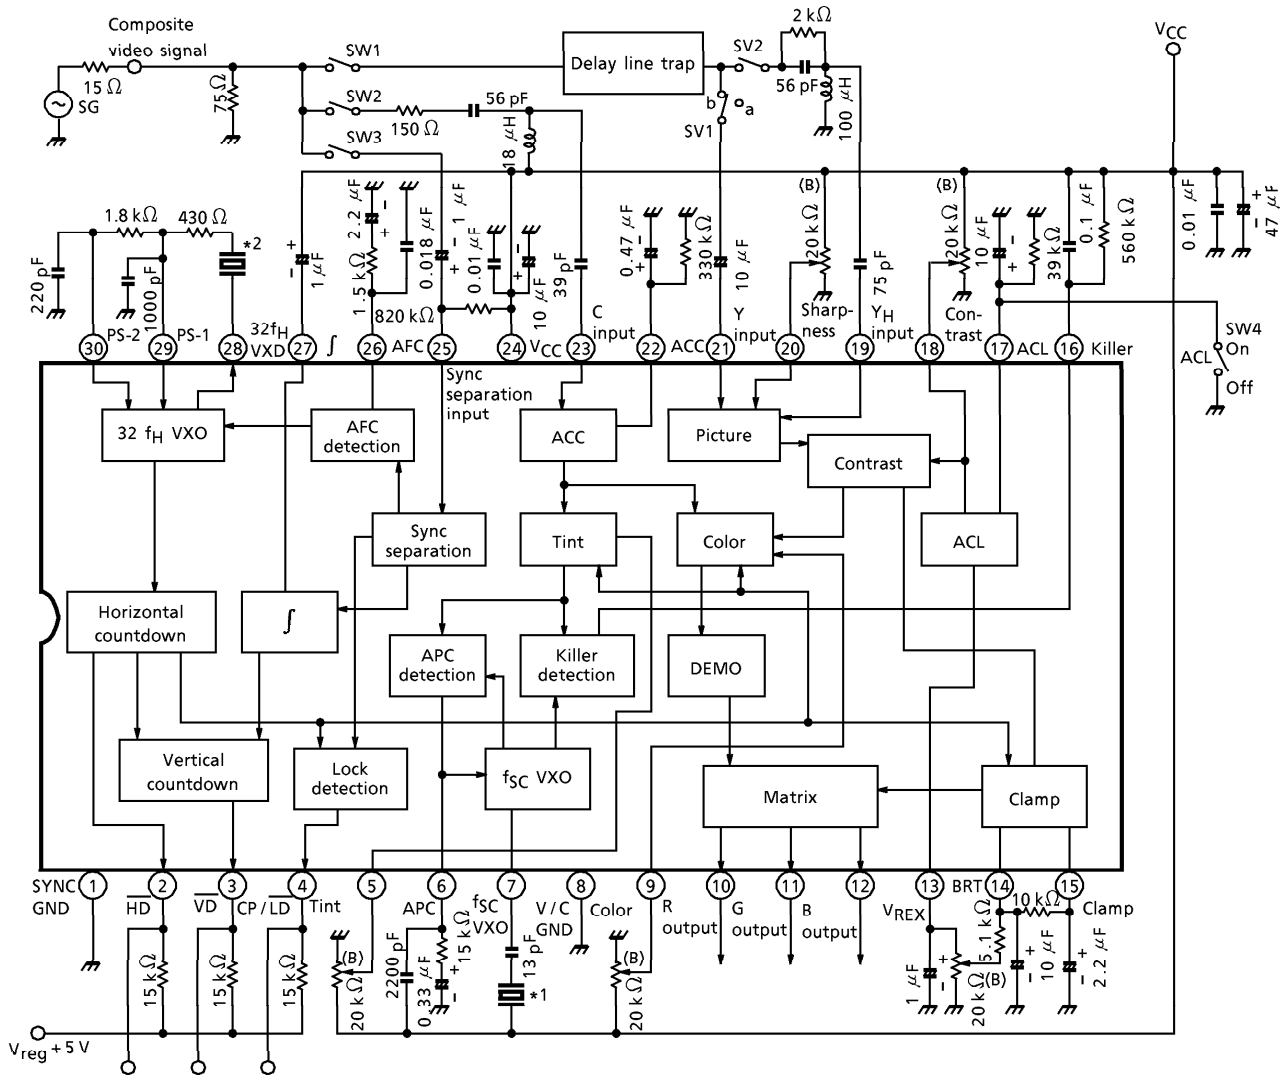 Composite
video signal
15 Ω
SG
75Ω
SW1
SW2
SW3
150 Ω
56 pF
18 μH
Delay line trap
SV2
2 kΩ
56 pF
100 μH
b
a
SV1
VCC
1.8 kΩ
430 Ω
*2
220 pF
1000 pF
1 μF
2.2 μF
1.5 kΩ
0.018 μF
1 μF
820 kΩ
0.01 μF
10 μF
39 pF
0.47 μF
330 kΩ
10 μF
(B)
20 kΩ
75 pF
(B)
20 kΩ
10 μF
39 kΩ
0.1 μF
560 kΩ
0.01 μF
47 μF
+
−
SW4
On
ACL
Off
PS-2
PS-1
32fH
VXD
∫
AFC
VCC
C
input
ACC
Y
input
Sharp-
ness
YH
input
Con-
trast
ACL
Killer
30
29
28
27
26
25
24
23
22
21
20
19
18
17
16
Sync
separation
input
32 fH VXO
AFC
detection
ACC
Picture
Contrast
Sync
separation
Tint
Color
ACL
Horizontal
countdown
∫
APC
detection
Killer
detection
DEMO
Vertical
countdown
Lock
detection
fSC VXO
Matrix
Clamp
1
2
3
4
5
6
7
8
9
10
11
12
13
14
15
SYNC
GND
HD
VD
CP / LD
Tint
APC
fSC
VXO
V / C
GND
Color
R
output
G
output
B
output
VREX
BRT
Clamp
15 kΩ
15 kΩ
15 kΩ
(B)
20 kΩ
2200 pF
0.33 μF
15 kΩ
13 pF
*1
(B)
20 kΩ
1 μF
20 kΩ
(B)
5.1 kΩ
10 kΩ
10 μF
2.2 μF
Vreg + 5 V